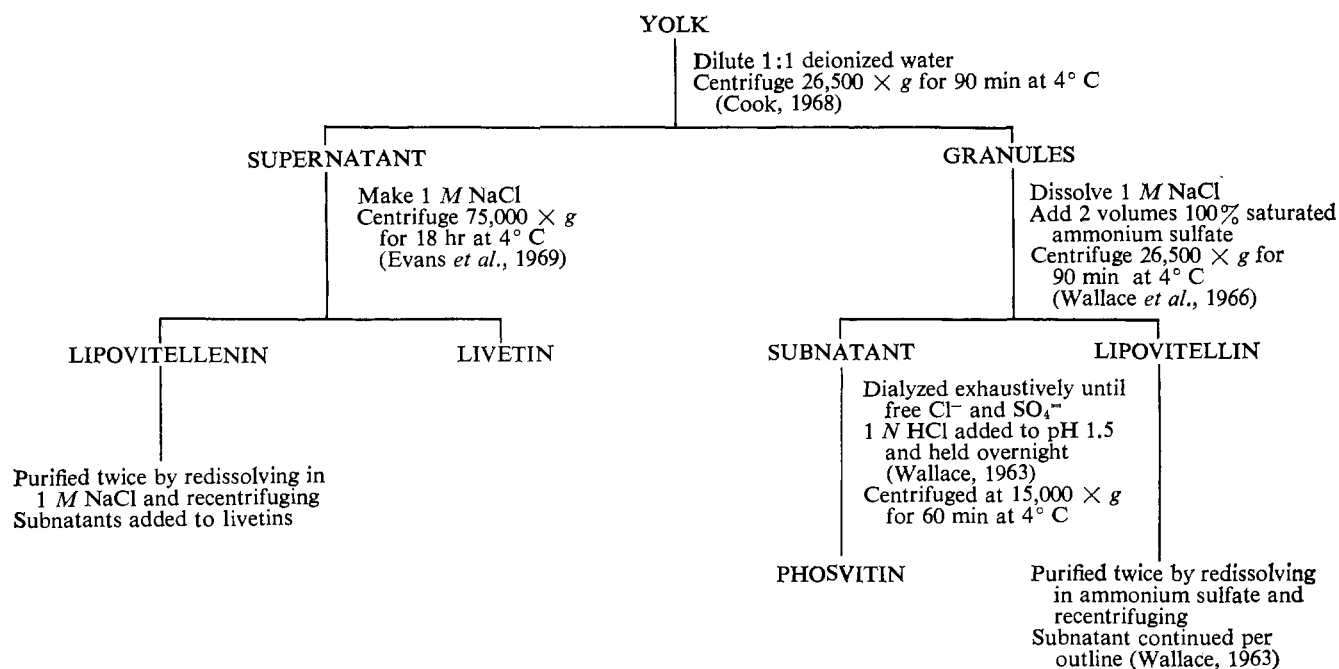 YOLK
Dilute 1:1 deionized water
Centrifuge 26,500 × g for 90 min at 4° C
(Cook, 1968)
SUPERNATANT
Make 1 M NaCl
Centrifuge 75,000 × g
for 18 hr at 4° C
(Evans et al., 1969)
GRANULES
Dissolve 1 M NaCl
Add 2 volumes 100% saturated
ammonium sulfate
Centrifuge 26,500 × g for
90 min at 4° C
(Wallace et al., 1966)
LIPOVITELLENIN
LIVETIN
SUBNATANT
LIPOVITELLIN
Purified twice by redissolving in
1 M NaCl and recentrifuging
Subnatants added to livetins
Dialyzed exhaustively until
free Cl⁻ and SO₄⁼
1 N HCl added to pH 1.5
and held overnight
(Wallace, 1963)
Centrifuged at 15,000 × g
for 60 min at 4° C
PHOSVITIN
Purified twice by redissolving
in ammonium sulfate and
recentrifuging
Subnatant continued per
outline (Wallace, 1963)